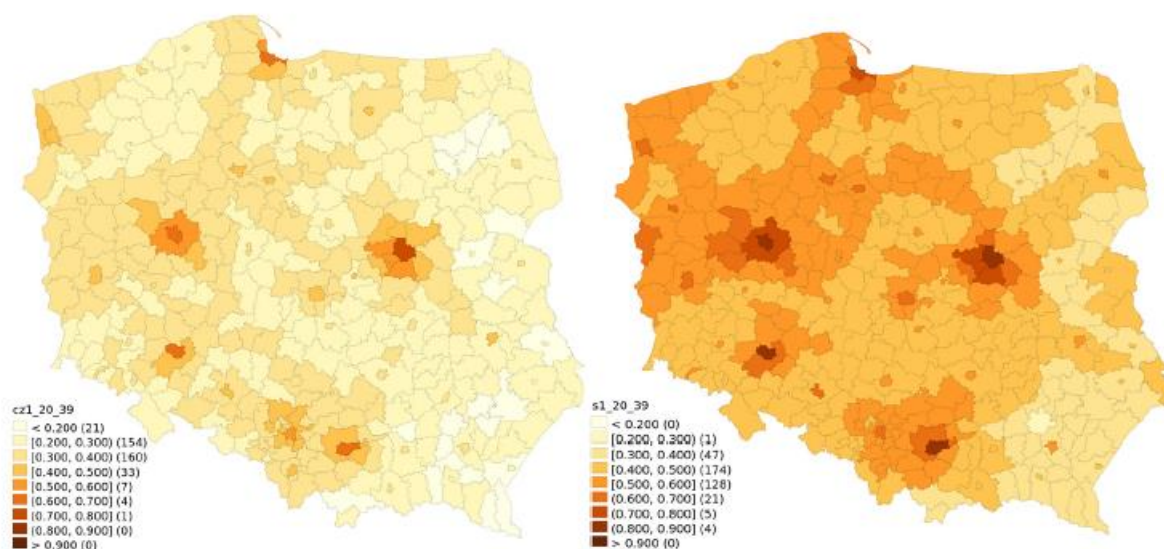 cz1_20_39
< 0.200 (21)
[0.200, 0.300) (154)
[0.300, 0.400) (160)
[0.400, 0.500) (33)
[0.500, 0.600] (7)
(0.600, 0.700] (4)
(0.700, 0.800] (1)
(0.800, 0.900] (0)
> 0.900 (0)
s1_20_39
< 0.200 (0)
[0.200, 0.300) (1)
[0.300, 0.400) (47)
[0.400, 0.500) (174)
[0.500, 0.600] (128)
(0.600, 0.700] (21)
(0.700, 0.800] (5)
(0.800, 0.900] (4)
> 0.900 (0)